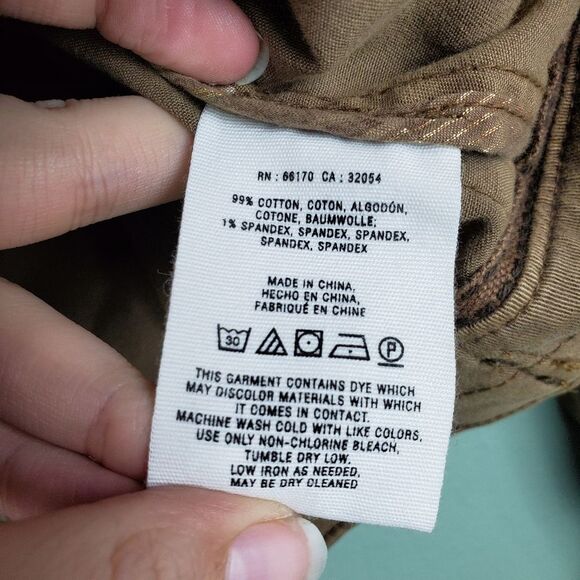 RN : 66170 CA : 32054
99% COTTON, COTON, ALGODÓN,
COTONE, BAUMWOLLE;
1% SPANDEX, SPANDEX, SPANDEX,
SPANDEX, SPANDEX
MADE IN CHINA,
HECHO EN CHINA,
FABRIQUÉ EN CHINE
30 P
THIS GARMENT CONTAINS DYE WHICH
MAY DISCOLOR MATERIALS WITH WHICH
IT COMES IN CONTACT.
MACHINE WASH COLD WITH LIKE COLORS,
USE ONLY NON-CHLORINE BLEACH,
TUMBLE DRY LOW,
LOW IRON AS NEEDED,
MAY BE DRY CLEANED